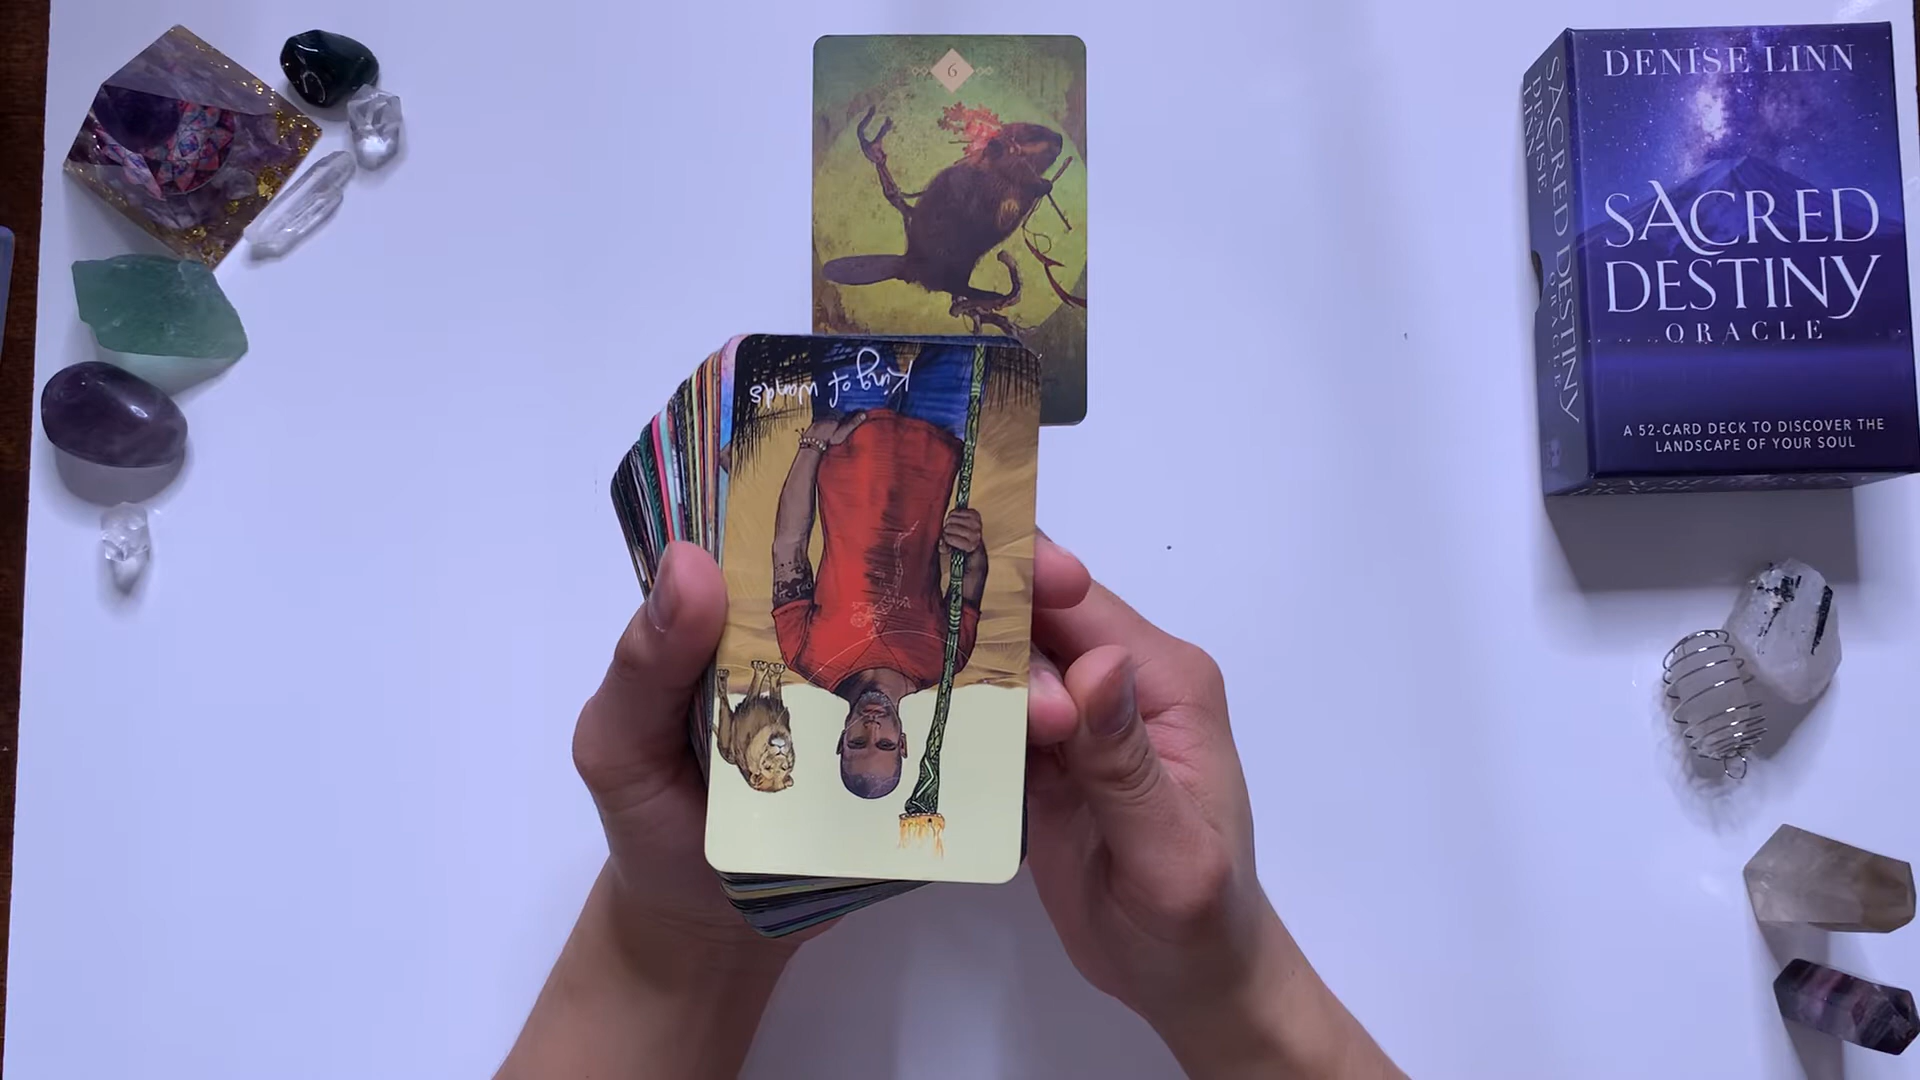 6
King of Wands
DENISE LINN
SACRED
DESTINY
ORACLE
A 52-CARD DECK TO DISCOVER THE
LANDSCAPE OF YOUR SOUL
SACRED DESTINY ORACLE
DENISE LINN